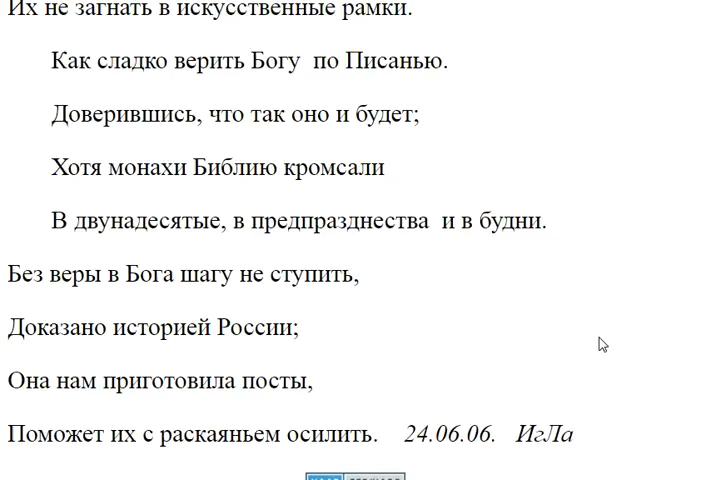 Их не загнать в искусственные рамки.
Как сладко верить Богу по Писанью.
Доверившись, что так оно и будет;
Хотя монахи Библию кромсали
В двунадесятые, в предпразднества и в будни.
Без веры в Бога шагу не ступить,
Доказано историей России;
Она нам приготовила посты,
Поможет их с раскаяньем осилить. 24.06.06. ИгЛа